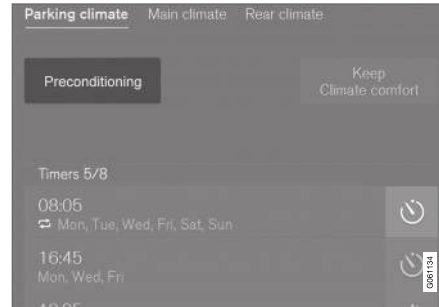 Parking climate Main climate Rear climate
Preconditioning
Keep
Climate comfort
Timers 5/8
08:05
Mon, Tue, Wed, Fri, Sat, Sun
16:45
Mon, Wed, Fri
G061134